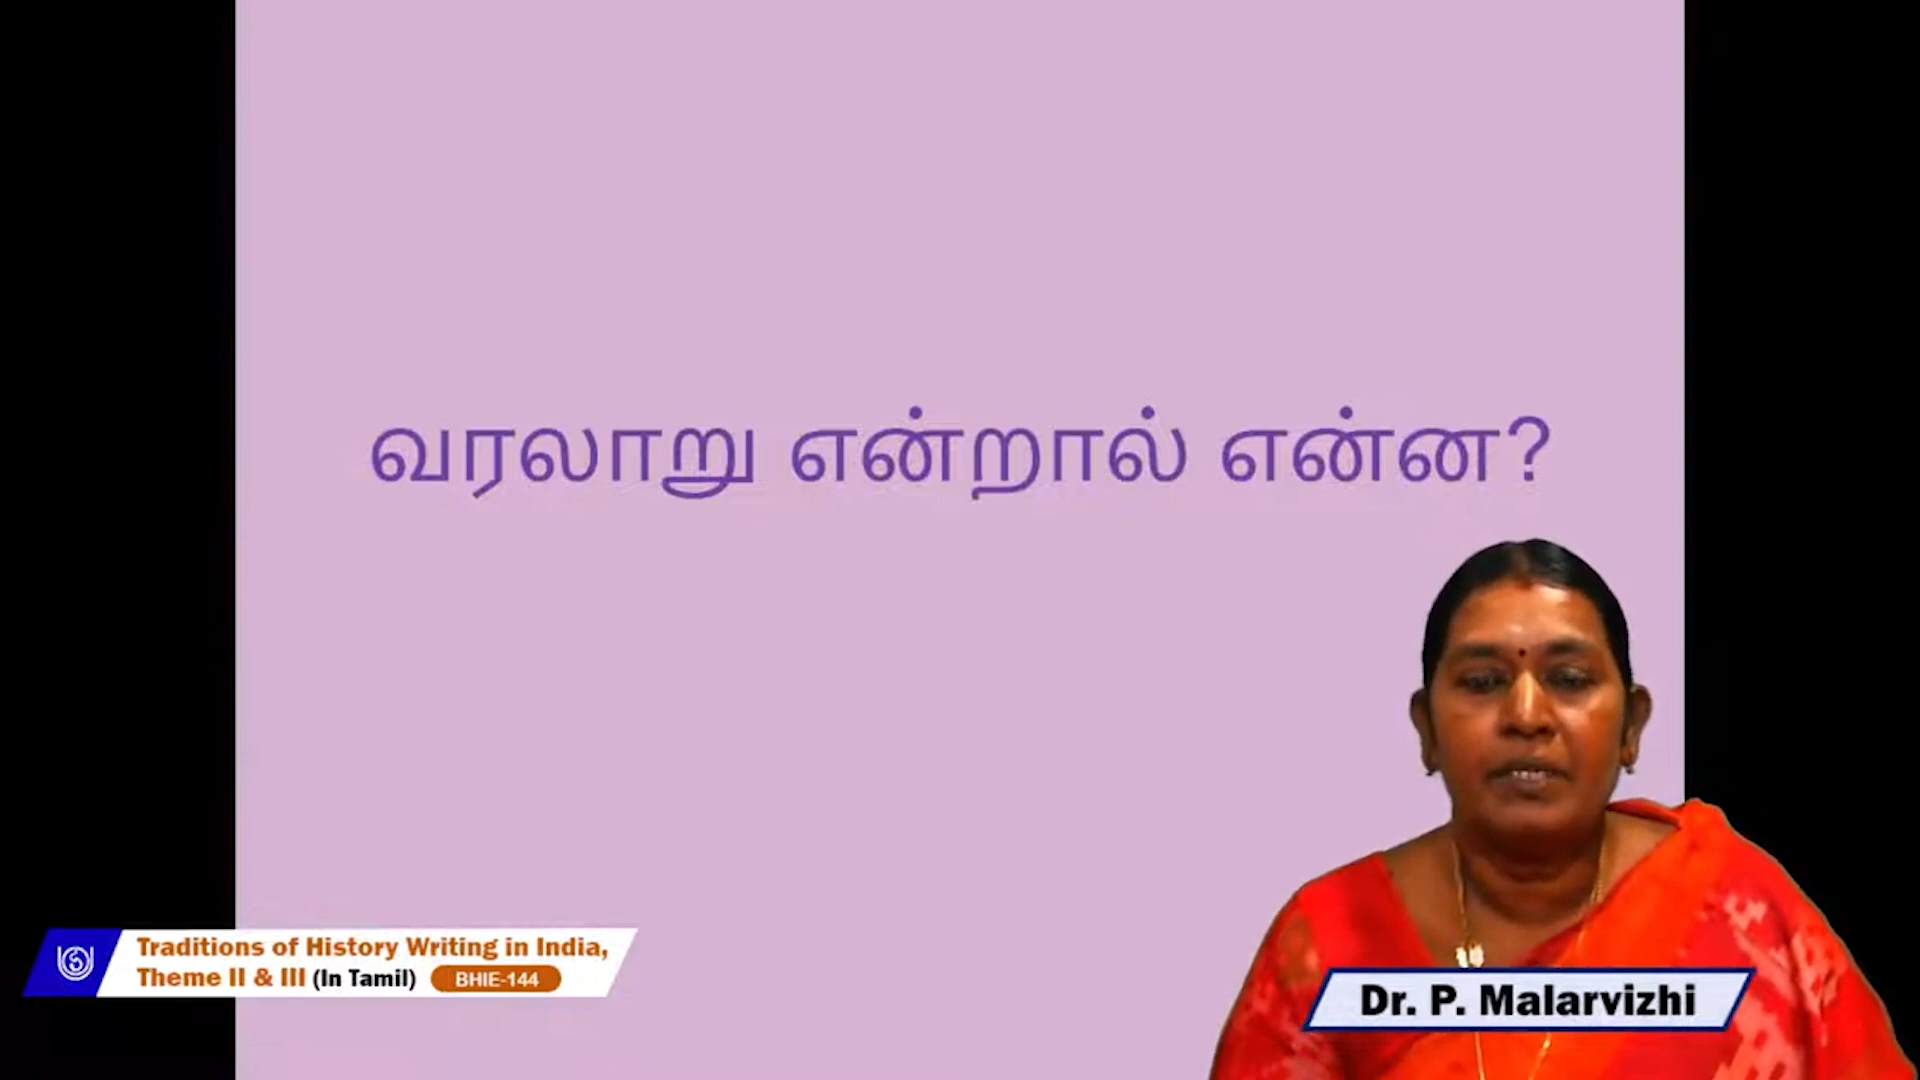 வரலாறு என்றால் என்ன?
Traditions of History Writing in India,
Theme II & III (In Tamil) BHIE-144
Dr. P. Malarvizhi